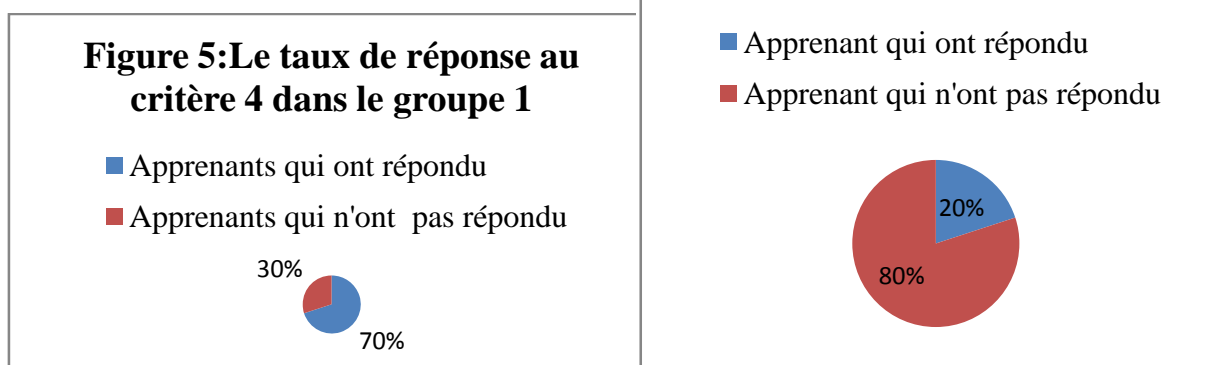 Figure 5:Le taux de réponse au
critère 4 dans le groupe 1
Apprenants qui ont répondu
Apprenants qui n'ont pas répondu
30%
70%
Apprenant qui ont répondu
Apprenant qui n'ont pas répondu
20%
80%